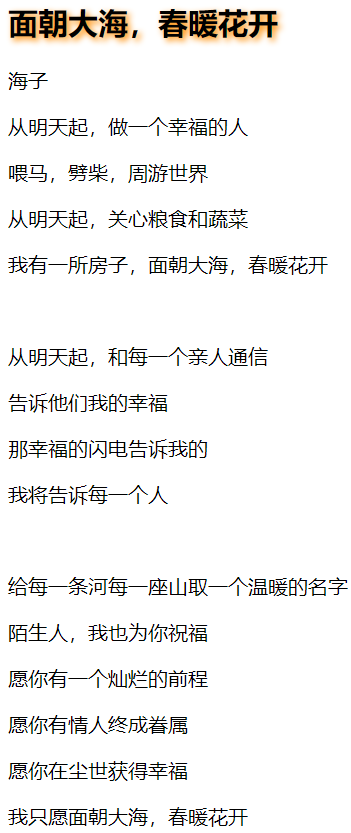 面朝大海，春暖花开
海子
从明天起，做一个幸福的人
喂马，劈柴，周游世界
从明天起，关心粮食和蔬菜
我有一所房子，面朝大海，春暖花开
从明天起，和每一个亲人通信
告诉他们我的幸福
那幸福的闪电告诉我的
我将告诉每一个人
给每一条河每一座山取一个温暖的名字
陌生人，我也为你祝福
愿你有一个灿烂的前程
愿你有情人终成眷属
愿你在尘世获得幸福
我只愿面朝大海，春暖花开